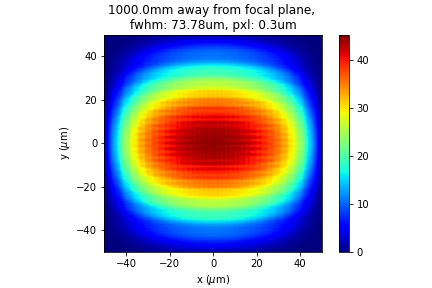 1000.0mm away from focal plane,
fwhm: 73.78um, pxl: 0.3um
40
20
0
−20
−40
y (μm)
−40 −20 0 20 40
x (μm)
40
30
20
10
0